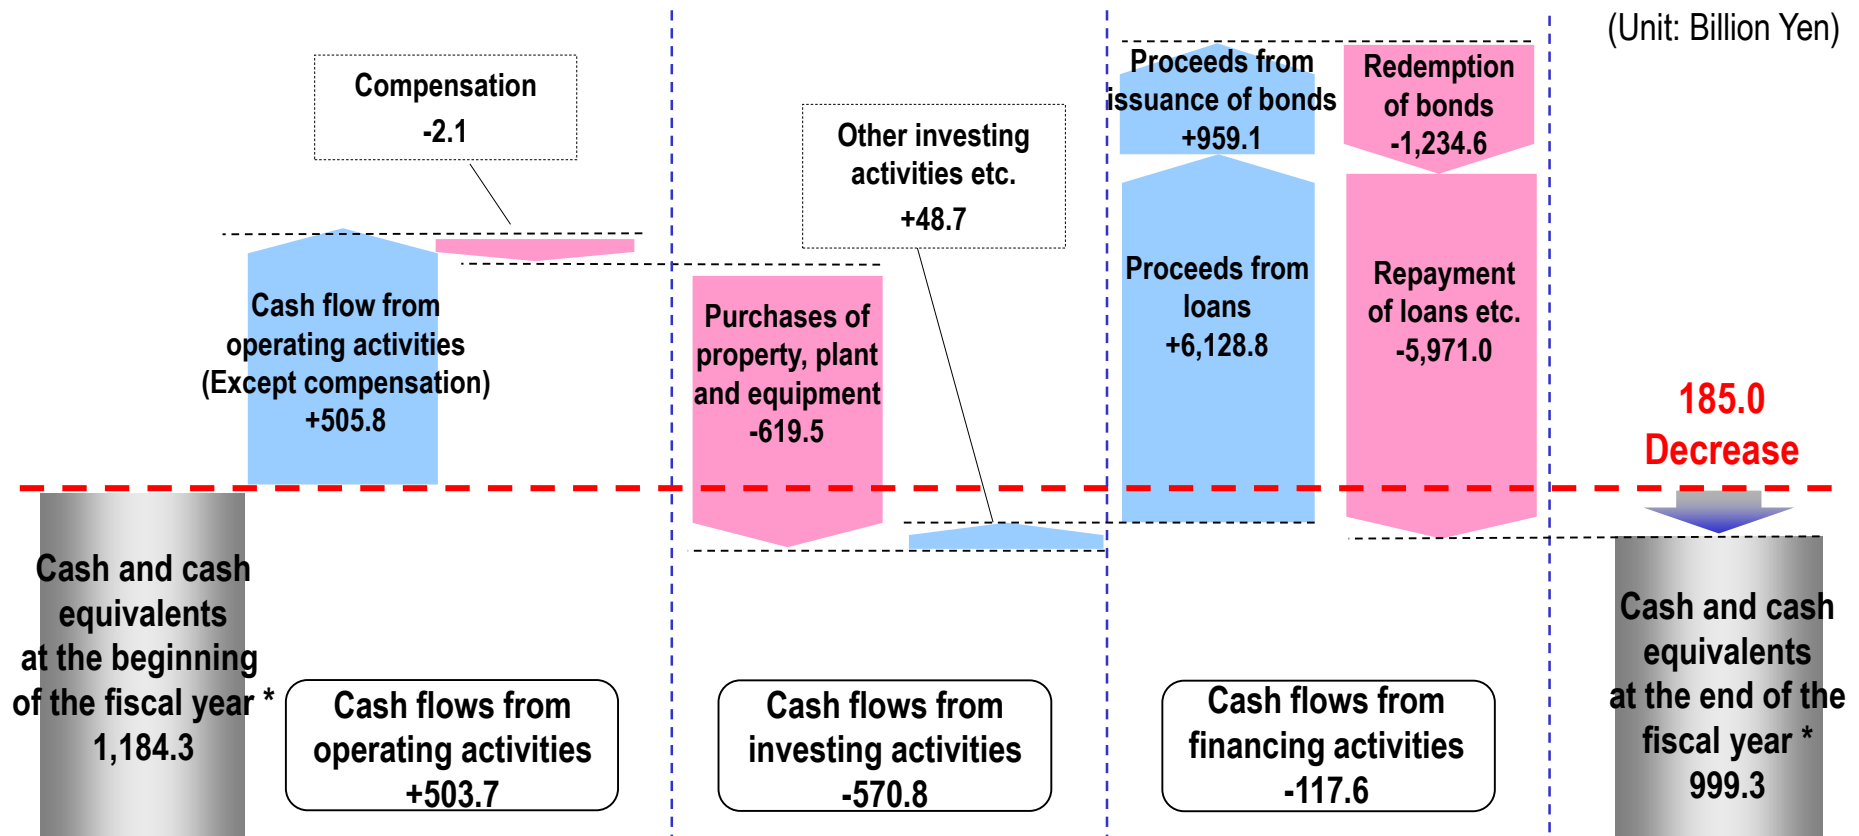 (Unit: Billion Yen)
Compensation
-2.1
Other investing
activities etc.
+48.7
Proceeds from
issuance of bonds
+959.1
Redemption
of bonds
-1,234.6
Cash flow from
operating activities
(Except compensation)
+505.8
Purchases of
property, plant
and equipment
-619.5
Proceeds from
loans
+6,128.8
Repayment
of loans etc.
-5,971.0
185.0
Decrease
Cash and cash
equivalents
at the beginning
of the fiscal year *
1,184.3
Cash flows from
operating activities
+503.7
Cash flows from
investing activities
-570.8
Cash flows from
financing activities
-117.6
Cash and cash
equivalents
at the end of the
fiscal year *
999.3